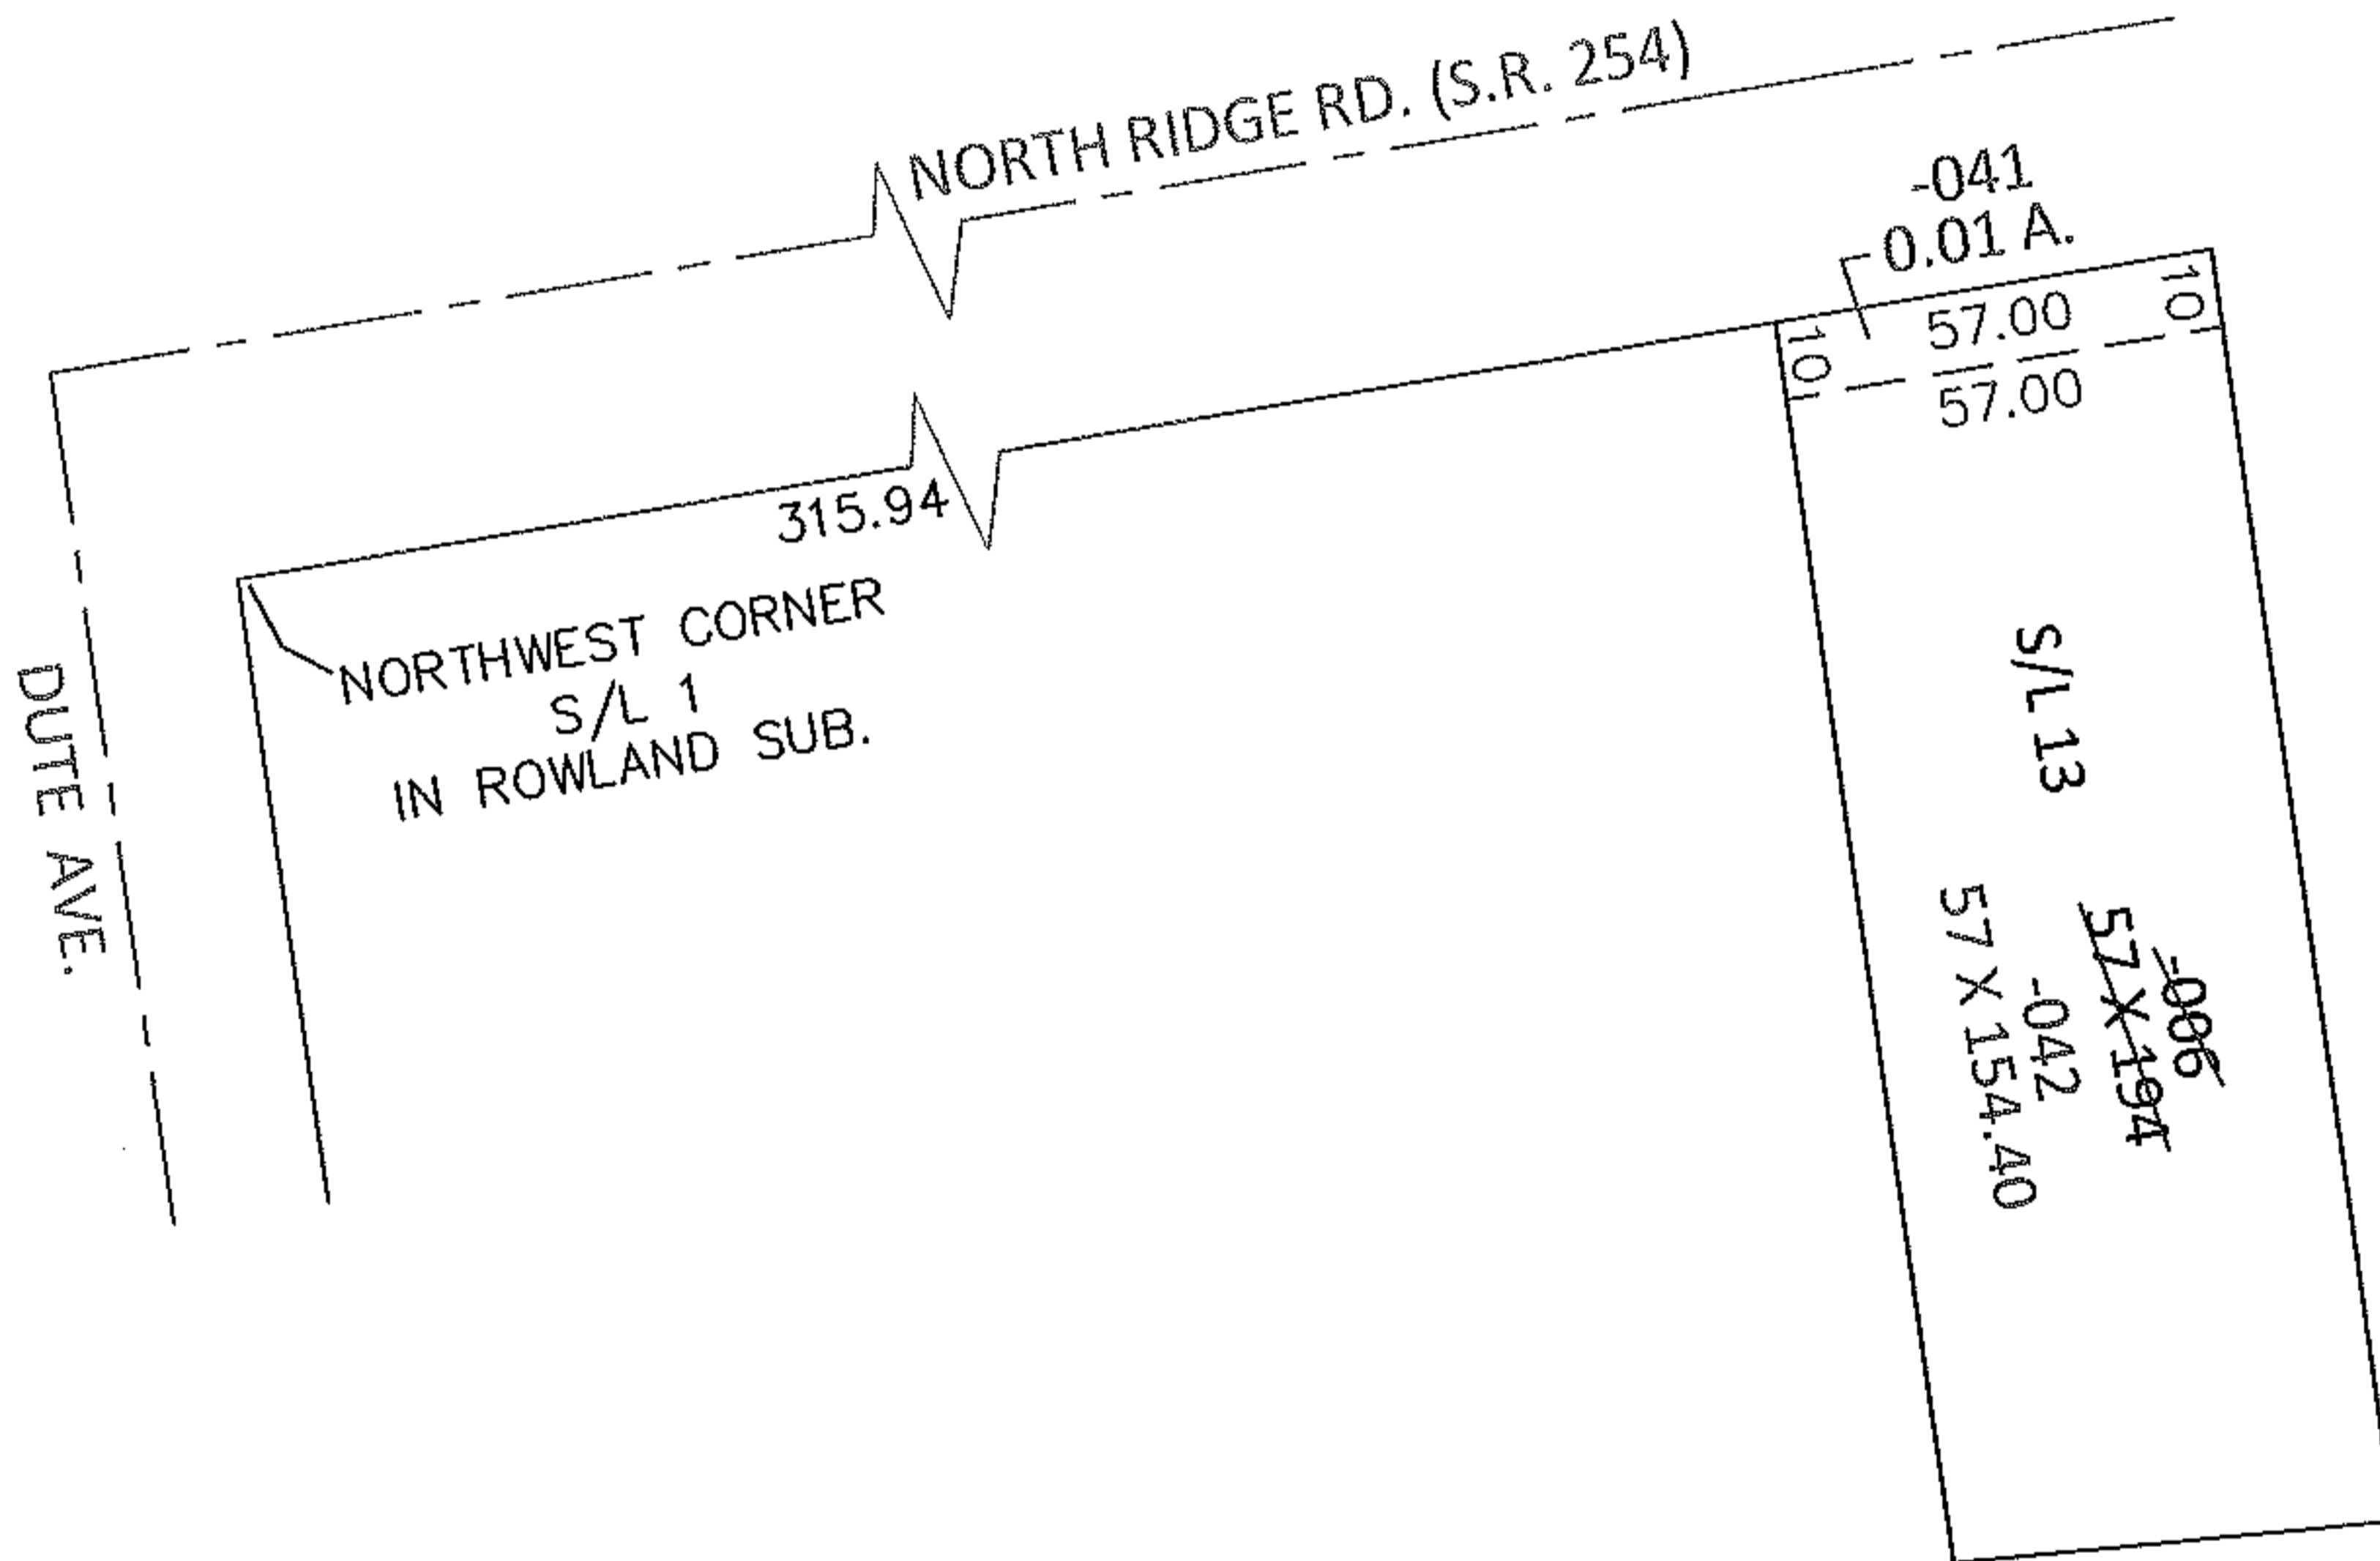 NORTH RIDGE RD. (S.R. 254)
-041
0.01 A.
57.00
10'
10'
57.00
315.94
NORTHWEST CORNER
S/L 1
IN ROWLAND SUB.
DUTE AVE.
S/L 13
-006
57 X 194
-042
57 X 154.40